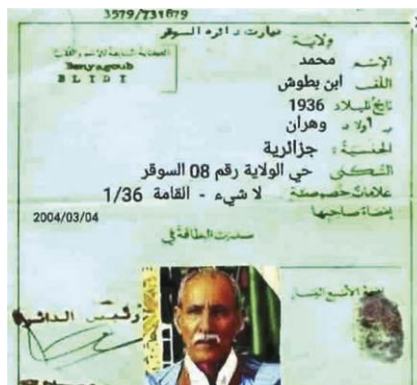 3579/731679
ولاية تيارت دائرة السوقر
Benyagoub
BLIDI
الإسم محمد
اللقب ابن بطوش
تاريخ الميلاد 1936
بـ أولاد وهران
الجنسية: جزائرية
السكنى حي الولاية رقم 08 السوقر
علامات خصوصية لا شيء - القامة 1/36
إمضاء صاحبها
2004/03/04
صدرت البطاقة في
رئيس الدائرة